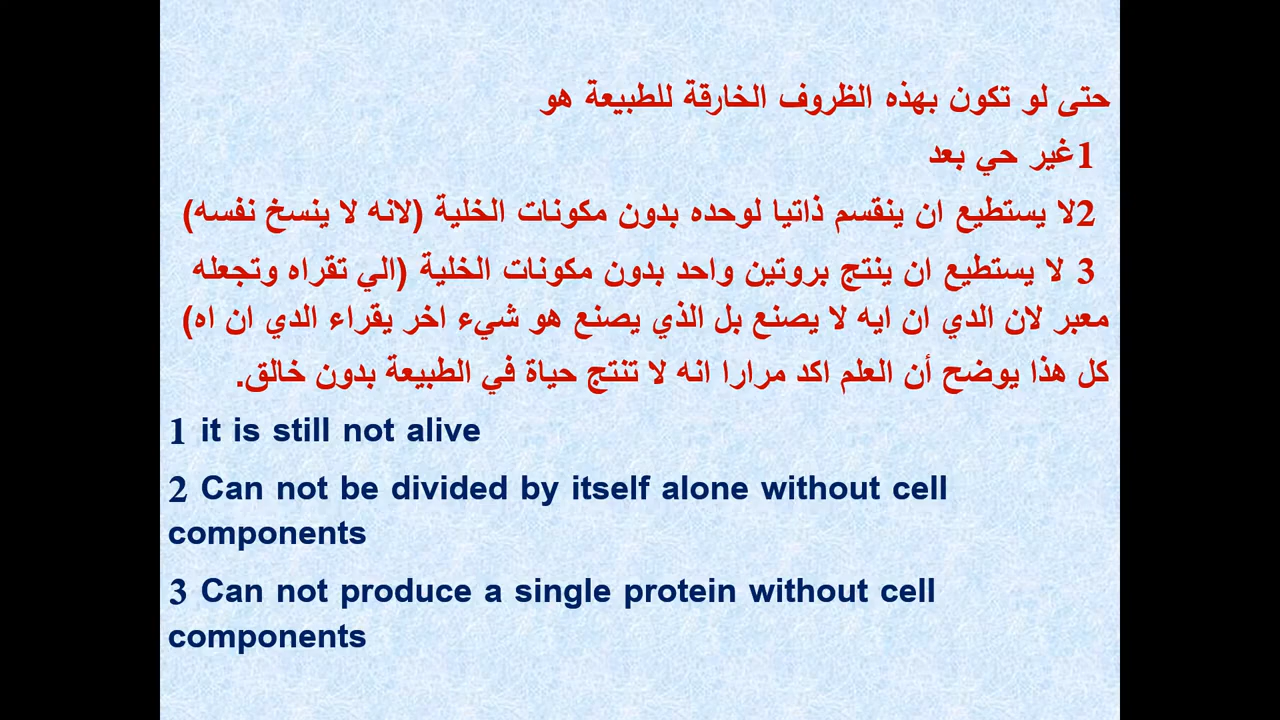 حتى لو تكون بهذه الظروف الخارقة للطبيعة هو
1غير حي بعد
2لا يستطيع ان ينقسم ذاتيا لوحده بدون مكونات الخلية (لانه لا ينسخ نفسه)
3 لا يستطيع ان ينتج بروتين واحد بدون مكونات الخلية (الي تقراه وتجعله
معبر لان الدي ان ايه لا يصنع بل الذي يصنع هو شيء اخر يقراء الدي ان اه)
كل هذا يوضح أن العلم اكد مرارا انه لا تنتج حياة في الطبيعة بدون خالق.
1 it is still not alive
2 Can not be divided by itself alone without cell
components
3 Can not produce a single protein without cell
components